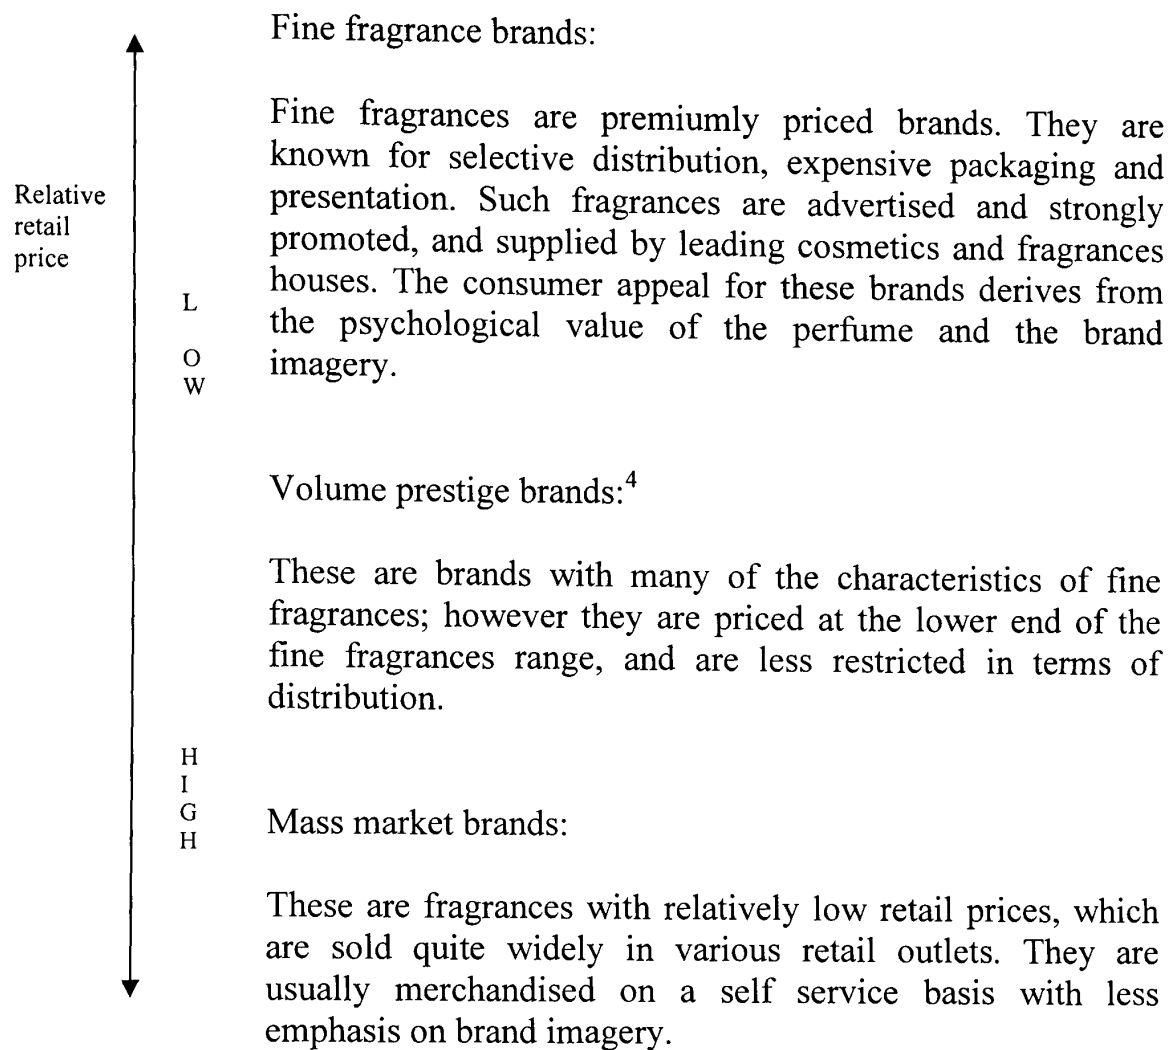 Fine fragrance brands:
Fine fragrances are premiumly priced brands. They are
known for selective distribution, expensive packaging and
presentation. Such fragrances are advertised and strongly
promoted, and supplied by leading cosmetics and fragrances
houses. The consumer appeal for these brands derives from
the psychological value of the perfume and the brand
imagery.
Relative
retail
price
L
O
W
Volume prestige brands:⁴
These are brands with many of the characteristics of fine
fragrances; however they are priced at the lower end of the
fine fragrances range, and are less restricted in terms of
distribution.
H
I
G
H
Mass market brands:
These are fragrances with relatively low retail prices, which
are sold quite widely in various retail outlets. They are
usually merchandised on a self service basis with less
emphasis on brand imagery.